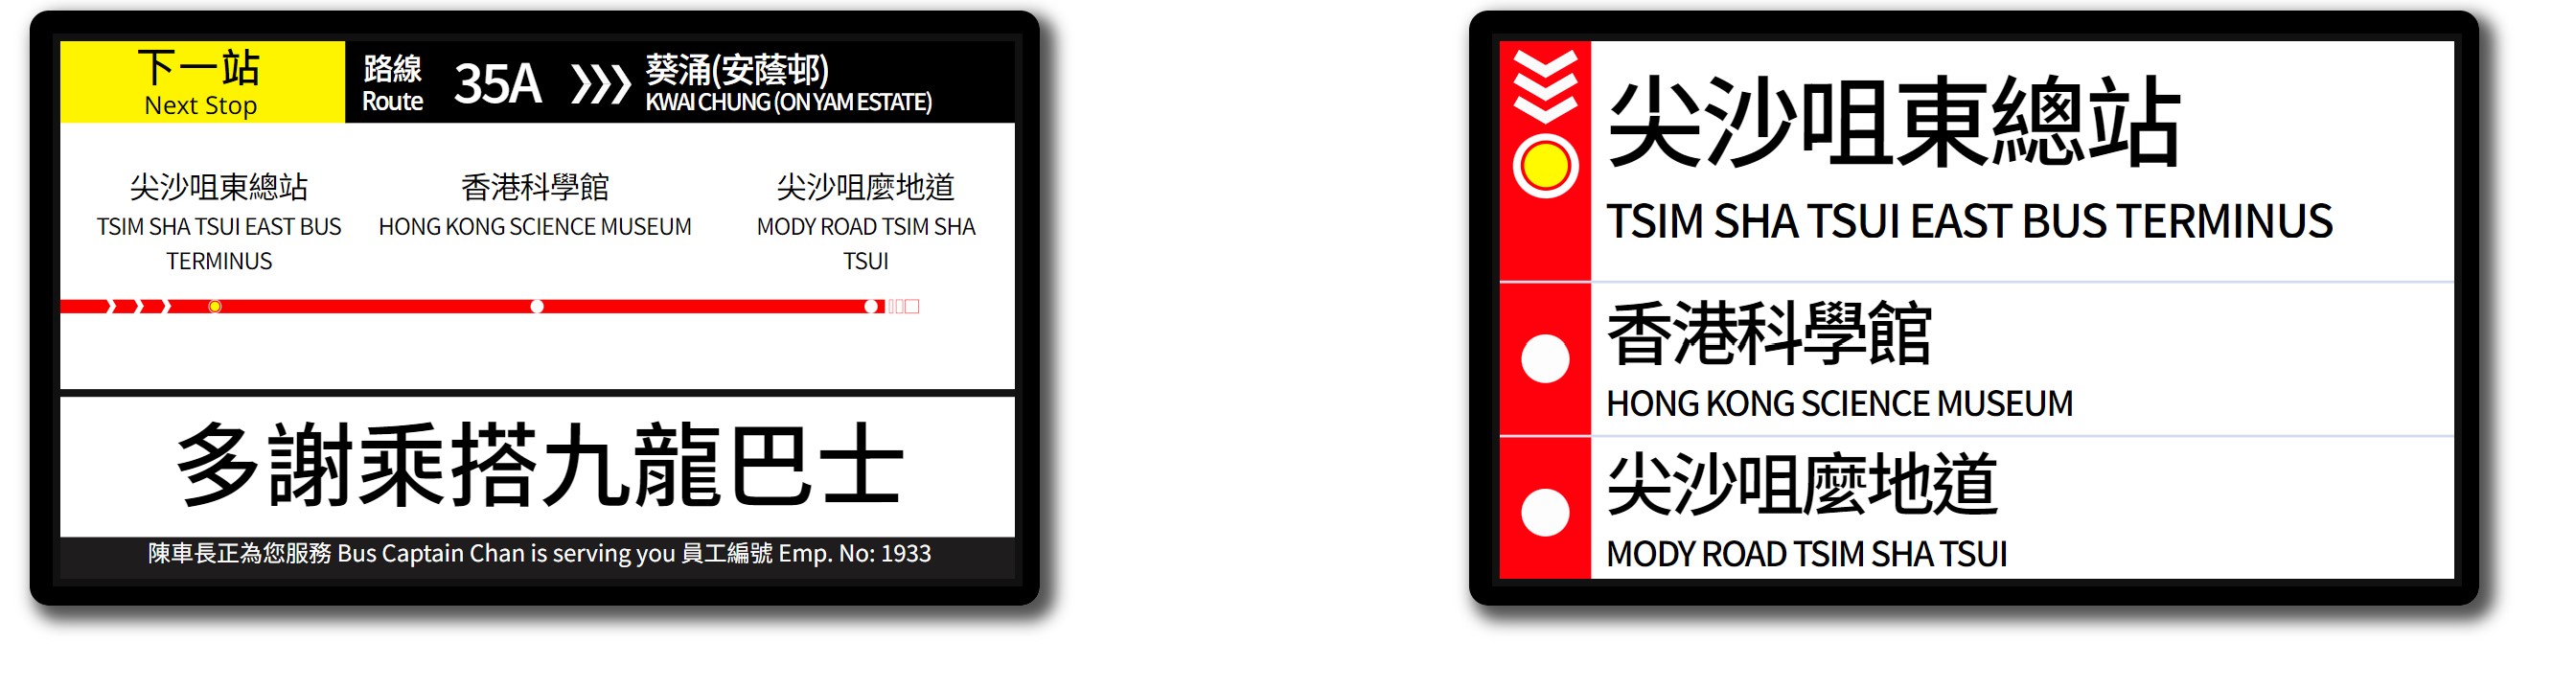 下一站
Next Stop
路線
Route
35A
葵涌(安蔭邨)
KWAI CHUNG (ON YAM ESTATE)
尖沙咀東總站
TSIM SHA TSUI EAST BUS
TERMINUS
香港科學館
HONG KONG SCIENCE MUSEUM
尖沙咀麼地道
MODY ROAD TSIM SHA
TSUI
多謝乘搭九龍巴士
陳車長正為您服務 Bus Captain Chan is serving you 員工編號 Emp. No: 1933
尖沙咀東總站
TSIM SHA TSUI EAST BUS TERMINUS
香港科學館
HONG KONG SCIENCE MUSEUM
尖沙咀麼地道
MODY ROAD TSIM SHA TSUI